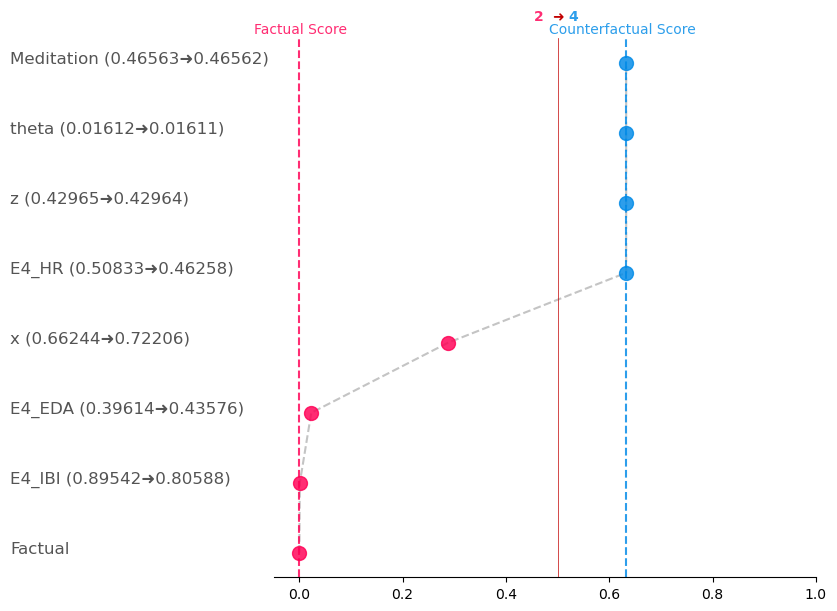 2 ➜ 4
Factual Score Counterfactual Score
Meditation (0.46563➜0.46562)
theta (0.01612➜0.01611)
z (0.42965➜0.42964)
E4_HR (0.50833➜0.46258)
x (0.66244➜0.72206)
E4_EDA (0.39614➜0.43576)
E4_IBI (0.89542➜0.80588)
Factual
0.0 0.2 0.4 0.6 0.8 1.0